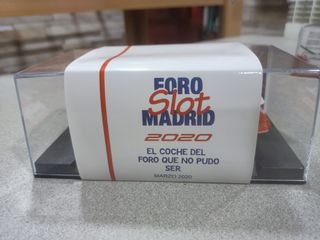 FORO
Slot
MADRID
2020
EL COCHE DEL
FORO QUE NO PUDO
SER
MARZO 2020